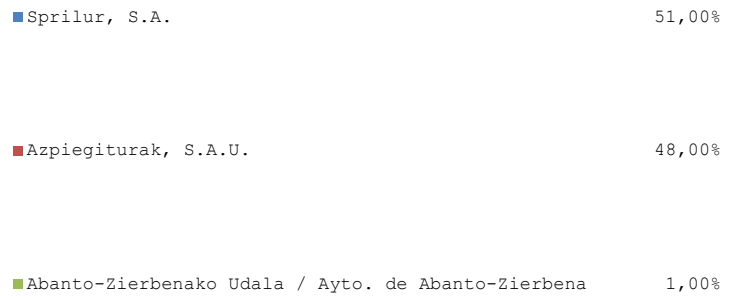 Sprilur, S.A. 51,00%
Azpiegiturak, S.A.U. 48,00%
Abanto-Zierbenako Udala / Ayto. de Abanto-Zierbena 1,00%